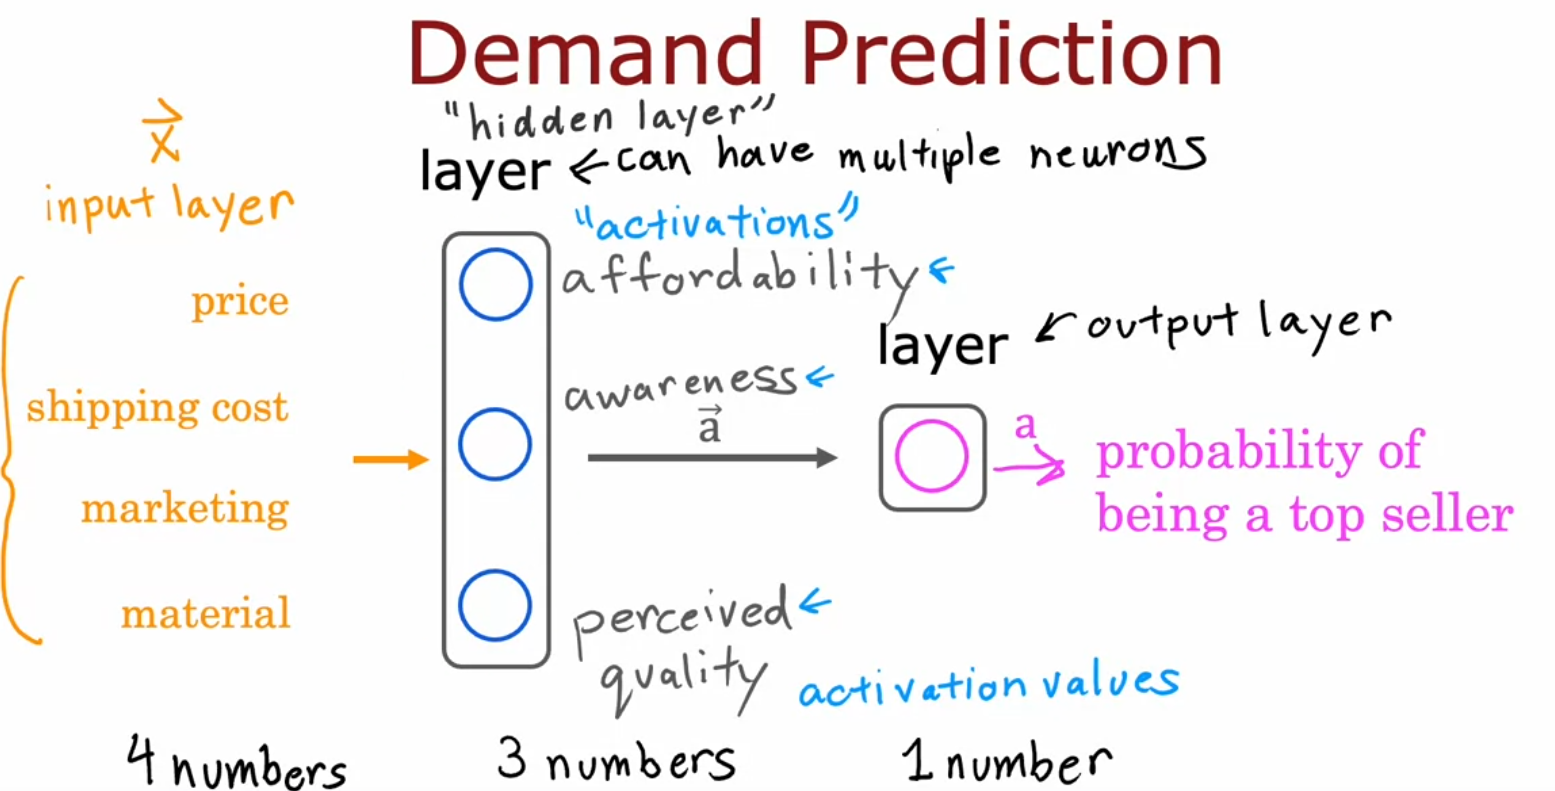 Demand Prediction
x
input layer
price
shipping cost
marketing
material
4 numbers
"hidden layer"
layer ← can have multiple neurons
"activations"
affordability ←
awareness ←
a
perceived ←
quality
activation values
3 numbers
layer ↙ output layer
a
probability of
being a top seller
1 number